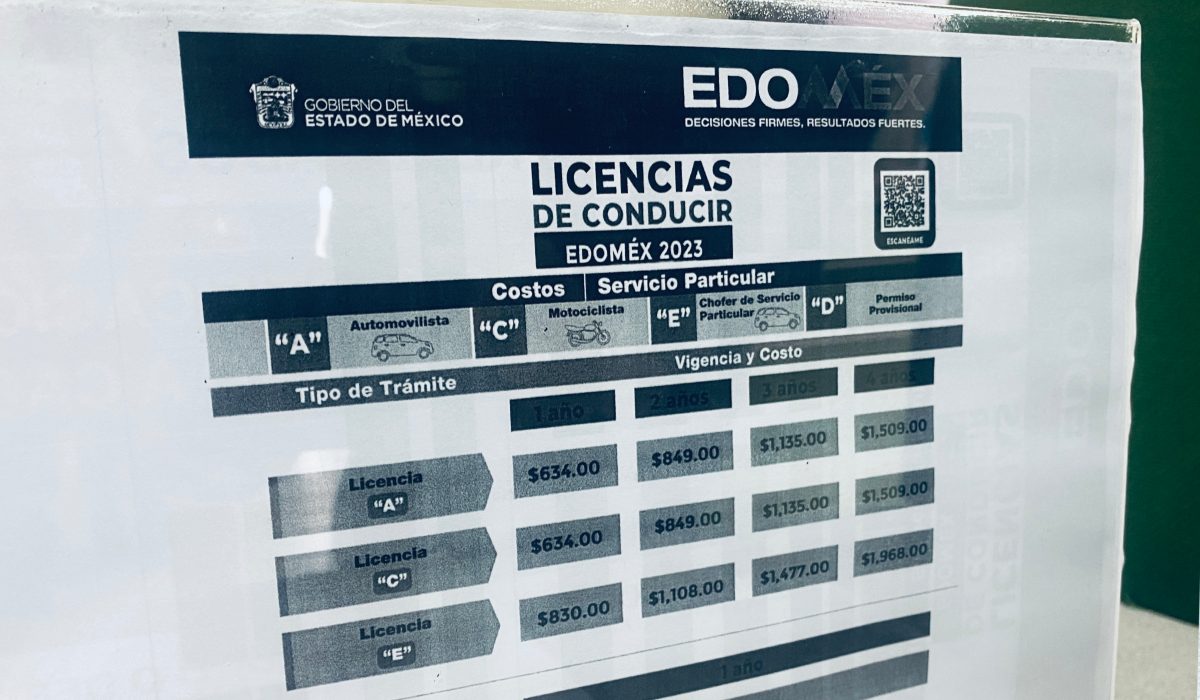 GOBIERNO DEL
ESTADO DE MÉXICO
EDOMÉX
DECISIONES FIRMES, RESULTADOS FUERTES.
LICENCIAS
DE CONDUCIR
EDOMÉX 2023
ESCANÉAME
Costos Servicio Particular
"A" Automovilista "C" Motociclista "E" Chofer de Servicio Particular "D" Permiso Provisional
Tipo de Trámite Vigencia y Costo
1 año 2 años 3 años 4 años
Licencia "A" $634.00 $849.00 $1,135.00 $1,509.00
Licencia "C" $634.00 $849.00 $1,135.00 $1,509.00
Licencia "E" $830.00 $1,108.00 $1,477.00 $1,968.00
1 año